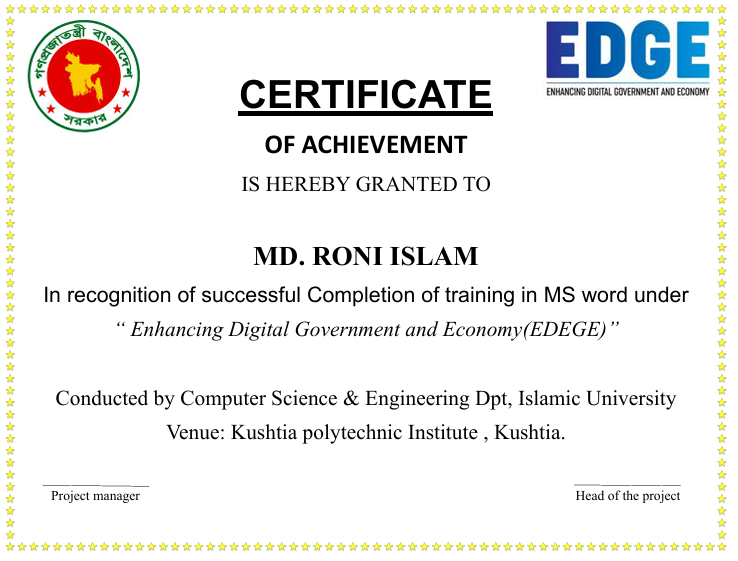 গণপ্রজাতন্ত্রী বাংলাদেশ
সরকার
EDGE
ENHANCING DIGITAL GOVERNMENT AND ECONOMY
CERTIFICATE
OF ACHIEVEMENT
IS HEREBY GRANTED TO
MD. RONI ISLAM
In recognition of successful Completion of training in MS word under
“ Enhancing Digital Government and Economy(EDEGE)”
Conducted by Computer Science & Engineering Dpt, Islamic University
Venue: Kushtia polytechnic Institute , Kushtia.
Project manager
Head of the project